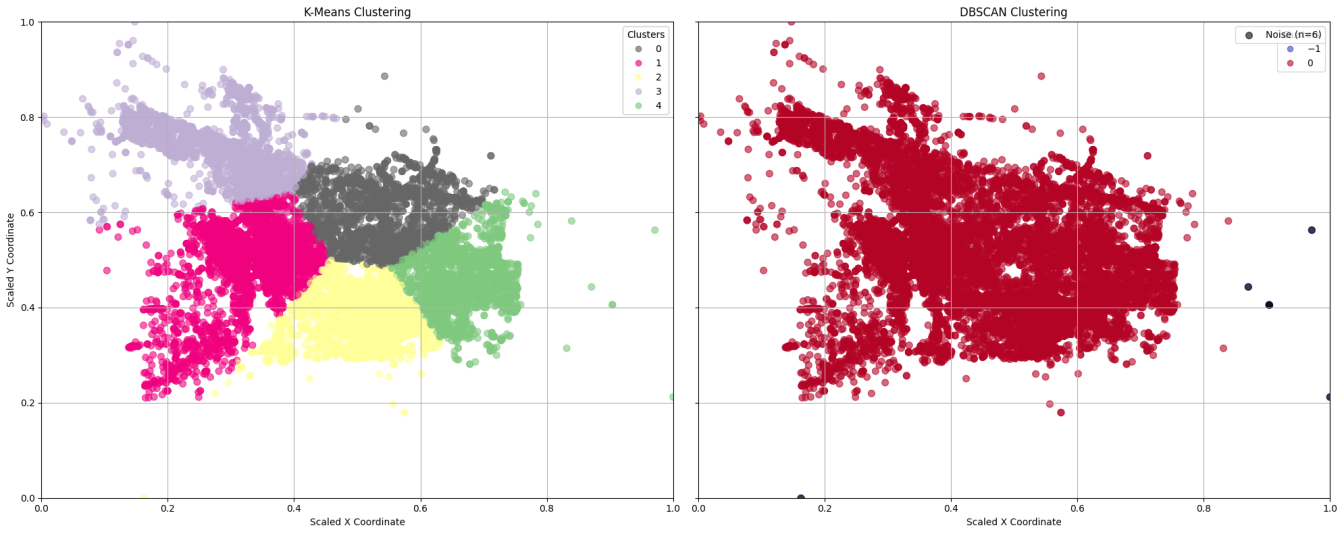 K-Means Clustering
Clusters
0
1
2
3
4
1.0
0.8
0.6
0.4
0.2
0.0
Scaled Y Coordinate
0.0 0.2 0.4 0.6 0.8 1.0
Scaled X Coordinate
DBSCAN Clustering
Noise (n=6)
−1
0
0.0 0.2 0.4 0.6 0.8 1.0
Scaled X Coordinate